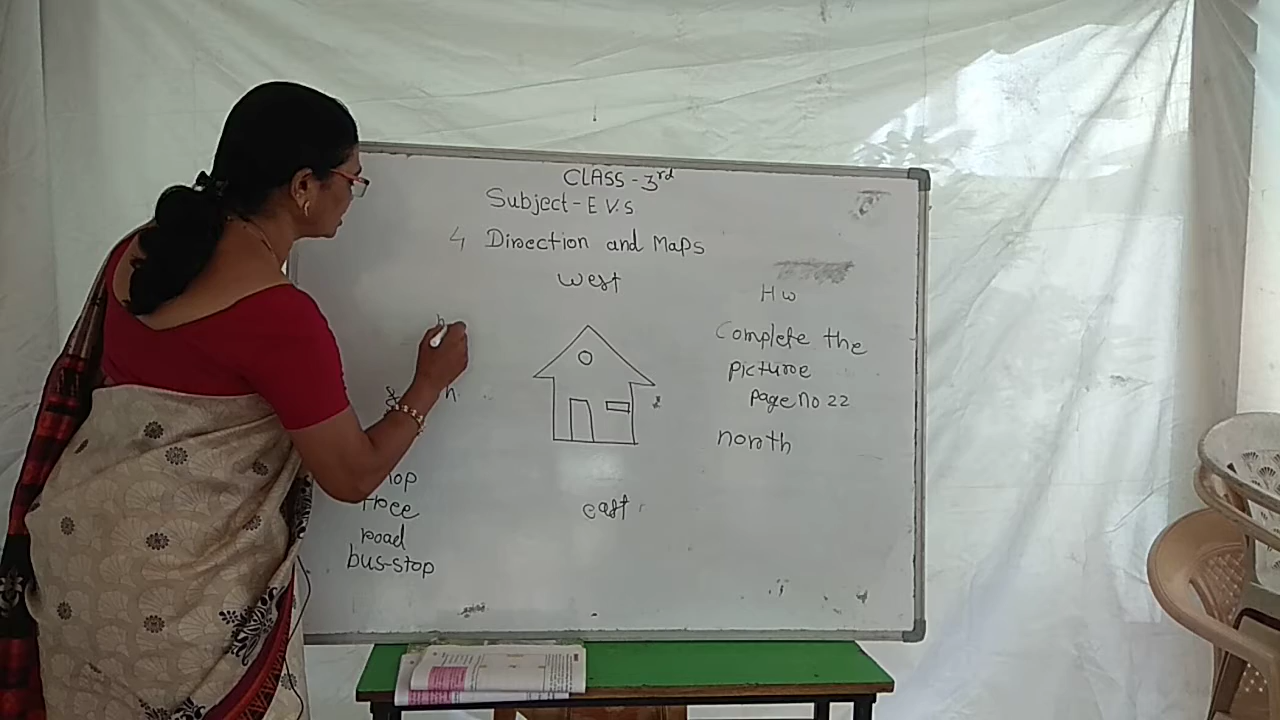 CLASS - 3rd
Subject - E V.S
4 Direction and Maps
west
H w
Complete the
picture
page no 22
north
east
tree
road
bus-stop